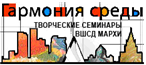 Гармония среды
ТВОРЧЕСКИЕ СЕМИНАРЫ
ВШСД МАРХИ